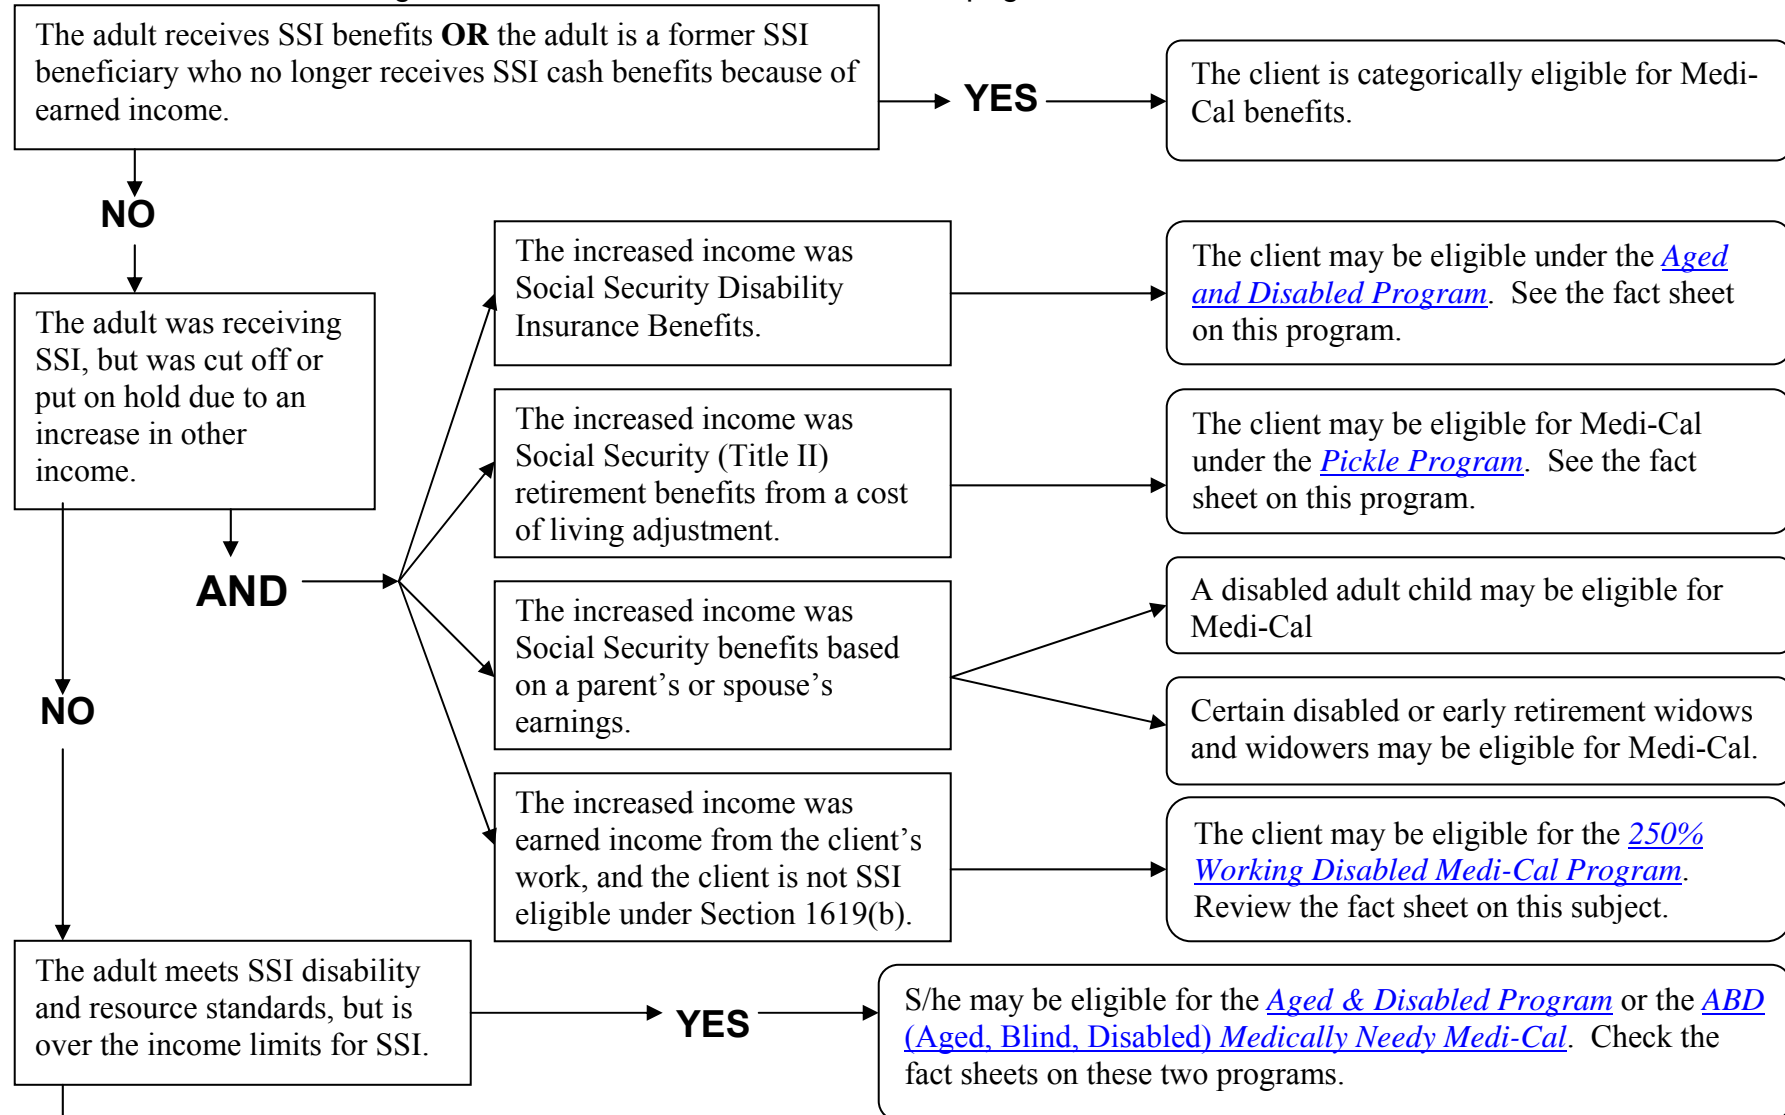 The adult receives SSI benefits OR the adult is a former SSI
beneficiary who no longer receives SSI cash benefits because of
earned income.
YES
The client is categorically eligible for Medi-
Cal benefits.
NO
The adult was receiving
SSI, but was cut off or
put on hold due to an
increase in other
income.
AND
The increased income was
Social Security Disability
Insurance Benefits.
The client may be eligible under the Aged
and Disabled Program.  See the fact sheet
on this program.
The increased income was
Social Security (Title II)
retirement benefits from a cost
of living adjustment.
The client may be eligible for Medi-Cal
under the Pickle Program.  See the fact
sheet on this program.
The increased income was
Social Security benefits based
on a parent’s or spouse’s
earnings.
A disabled adult child may be eligible for
Medi-Cal
Certain disabled or early retirement widows
and widowers may be eligible for Medi-Cal.
The increased income was
earned income from the client’s
work, and the client is not SSI
eligible under Section 1619(b).
The client may be eligible for the 250%
Working Disabled Medi-Cal Program.
Review the fact sheet on this subject.
NO
The adult meets SSI disability
and resource standards, but is
over the income limits for SSI.
YES
S/he may be eligible for the Aged & Disabled Program or the ABD
(Aged, Blind, Disabled) Medically Needy Medi-Cal.  Check the
fact sheets on these two programs.